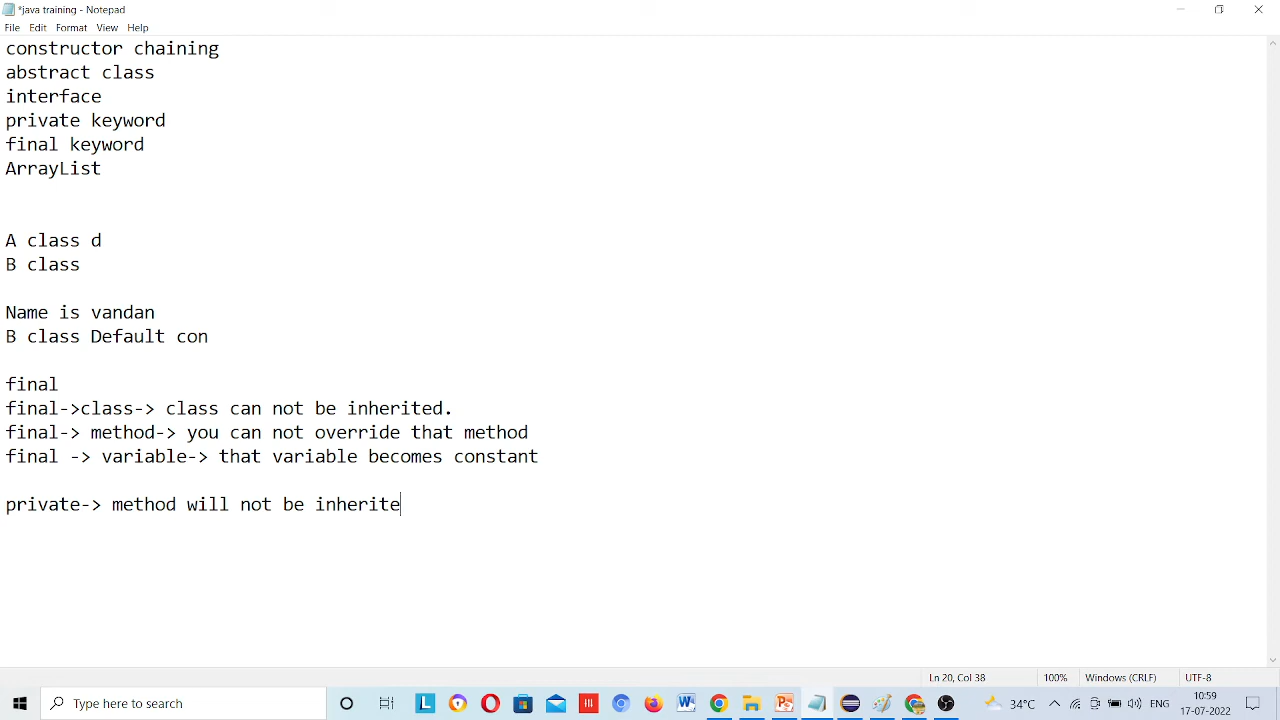 *java training - Notepad
File Edit Format View Help
constructor chaining
abstract class
interface
private keyword
final keyword
ArrayList
A class d
B class
Name is vandan
B class Default con
final
final->class-> class can not be inherited.
final-> method-> you can not override that method
final -> variable-> that variable becomes constant
private-> method will not be inherite
Ln 20, Col 38 100% Windows (CRLF) UTF-8
Type here to search
34°C ENG 10:59
17-07-2022